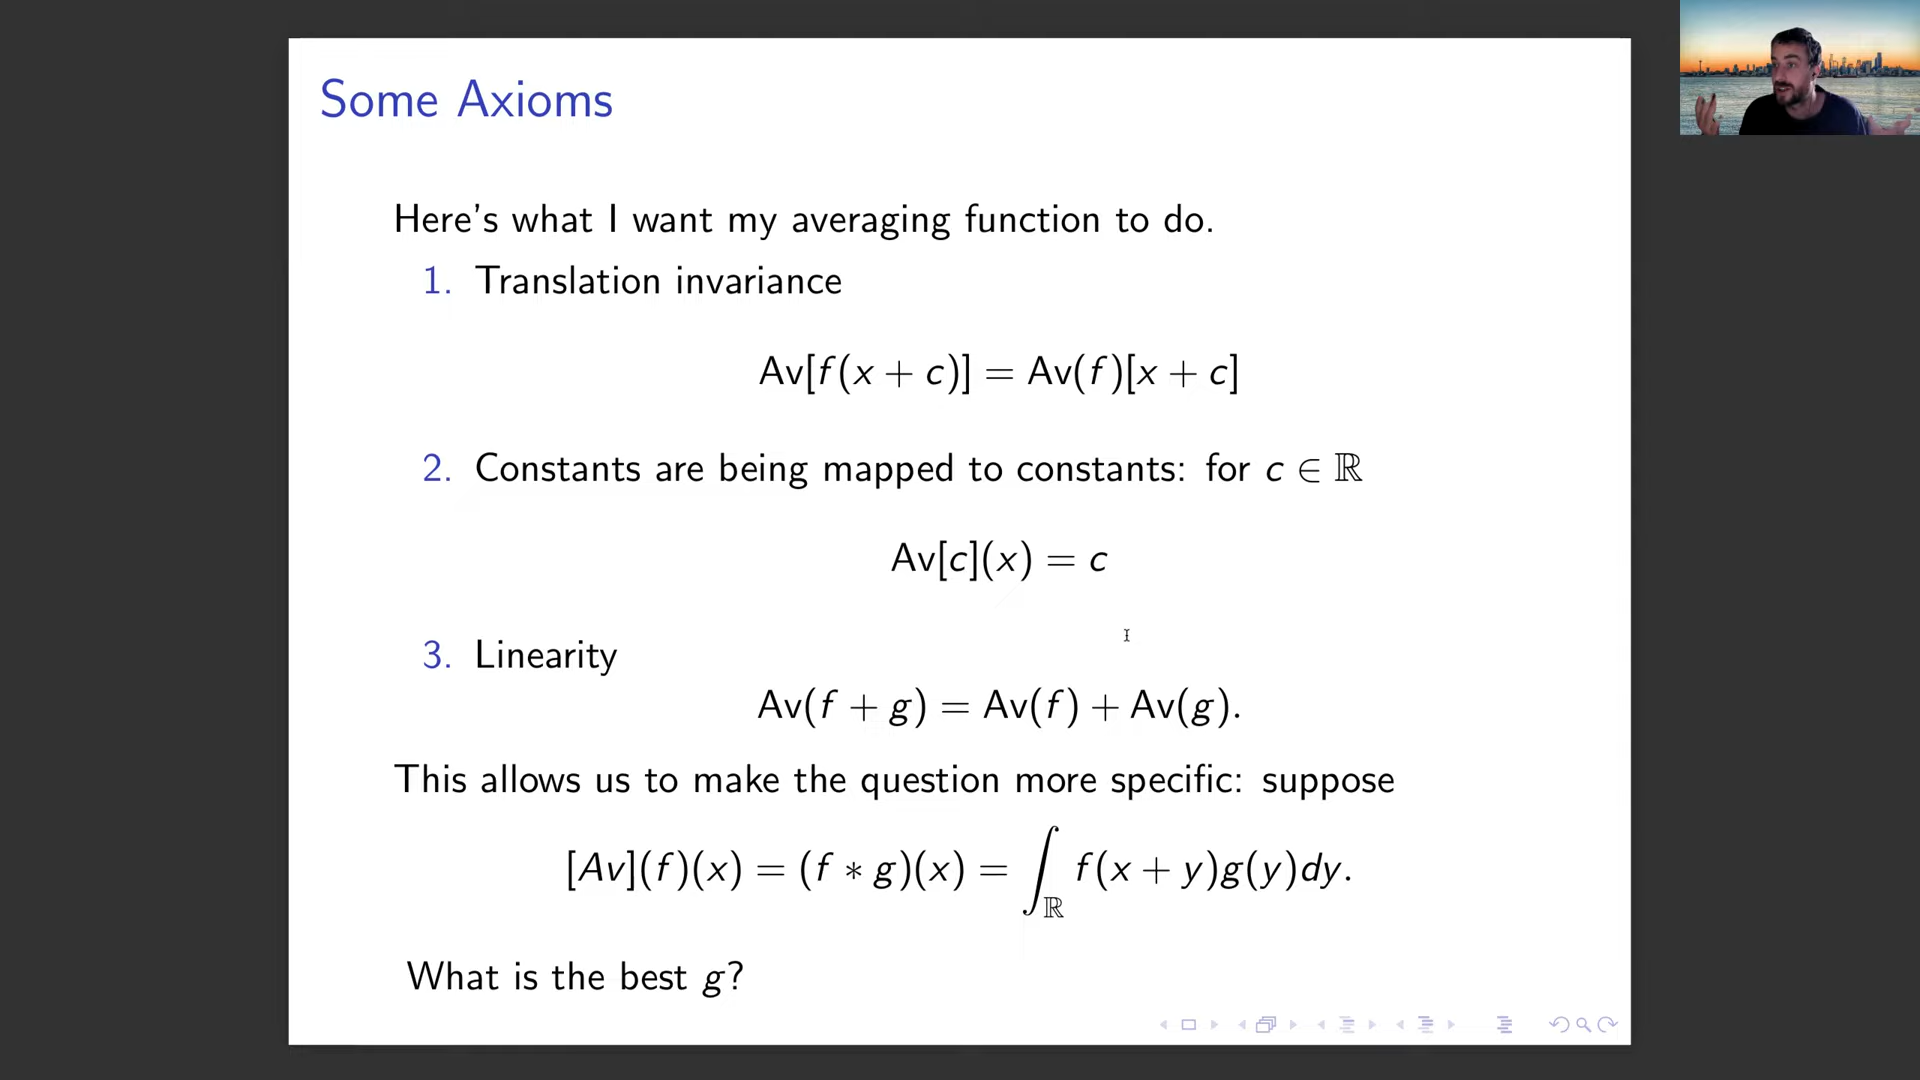 Some Axioms
Here's what I want my averaging function to do.
1. Translation invariance
Av[f(x + c)] = Av(f)[x + c]
2. Constants are being mapped to constants: for c ∈ ℝ
Av[c](x) = c
3. Linearity
Av(f + g) = Av(f) + Av(g).
This allows us to make the question more specific: suppose
[Av](f)(x) = (f ∗ g)(x) = ∫_ℝ f(x + y)g(y)dy.
What is the best g?